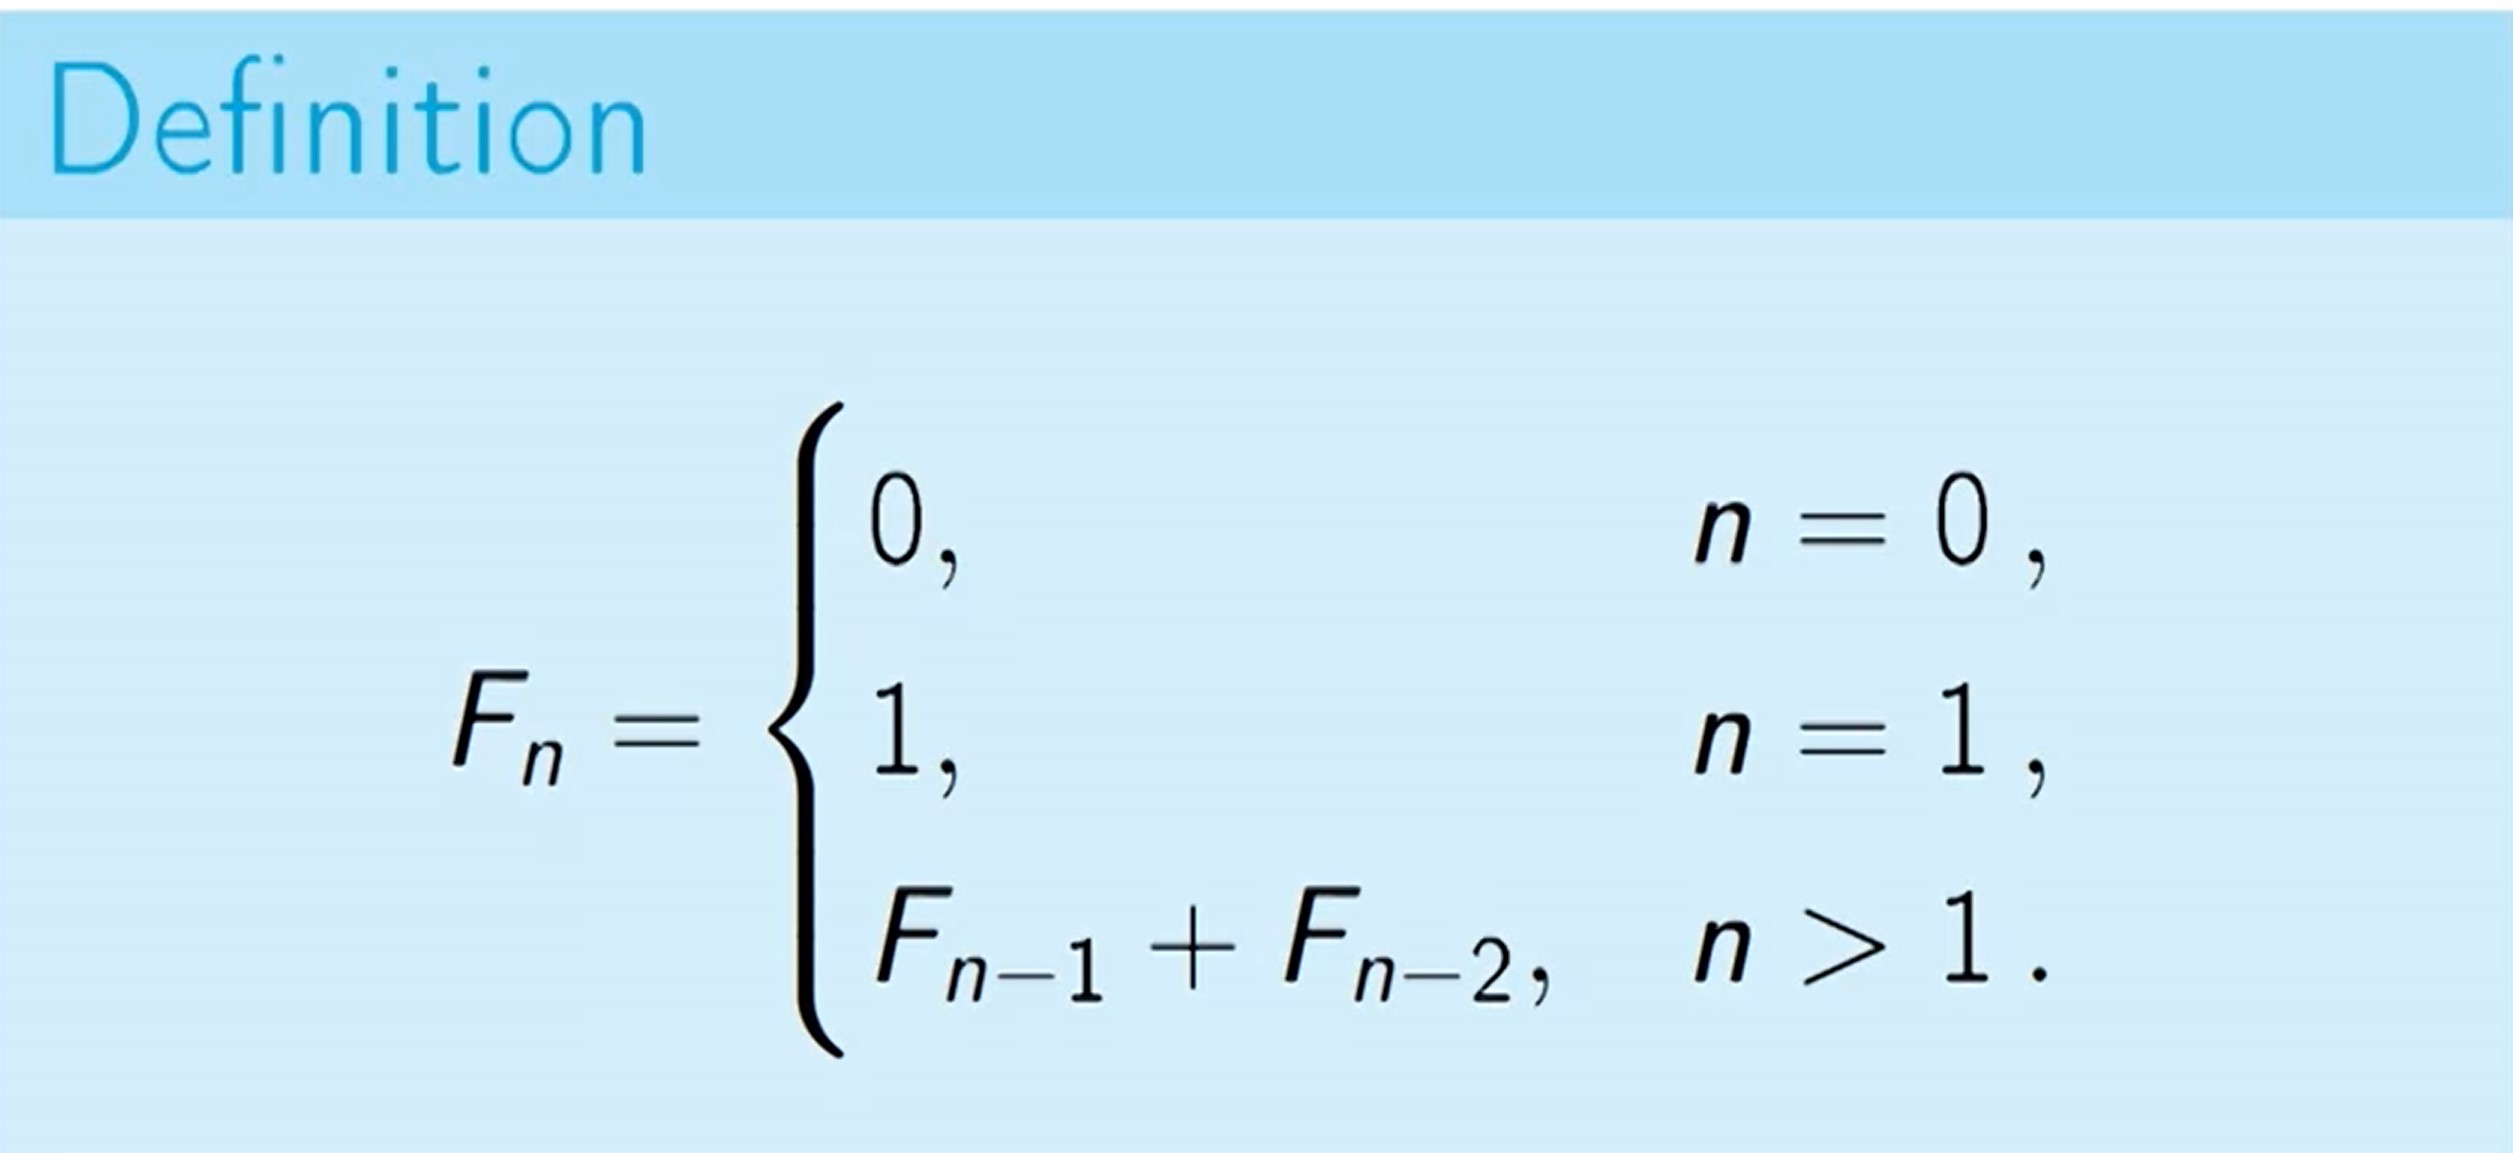 Definition
0, n = 0,
F_n = { 1, n = 1,
F_{n−1} + F_{n−2}, n > 1.